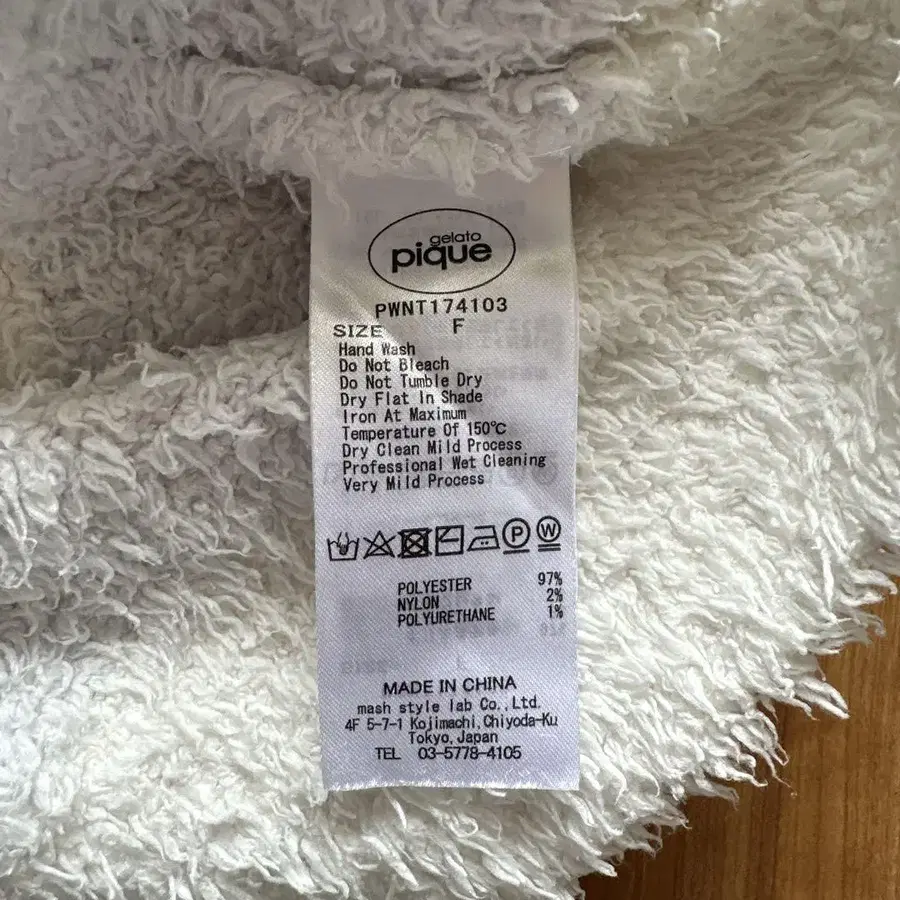 gelato
pique
PWNT174103
SIZE F
Hand Wash
Do Not Bleach
Do Not Tumble Dry
Dry Flat In Shade
Iron At Maximum
Temperature Of 150℃
Dry Clean Mild Process
Professional Wet Cleaning
Very Mild Process
P W
POLYESTER 97%
NYLON 2%
POLYURETHANE 1%
MADE IN CHINA
mash style lab Co.,Ltd.
4F 5-7-1 Kojimachi,Chiyoda-Ku
Tokyo,Japan
TEL 03-5778-4105